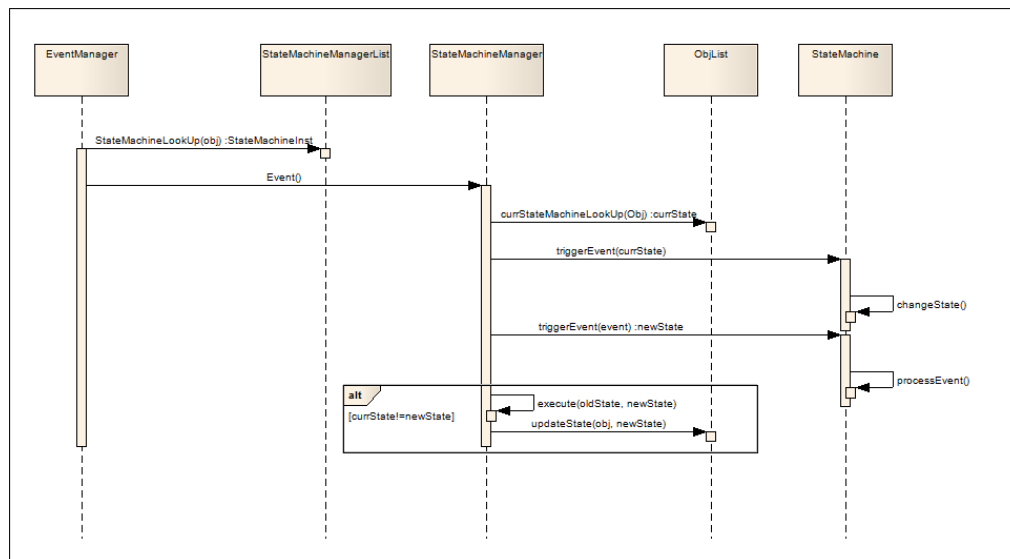 EventManager
StateMachineManagerList
StateMachineManager
ObjList
StateMachine
StateMachineLookUp(obj) :StateMachineInst
Event()
currStateMachineLookUp(Obj) :currState
triggerEvent(currState)
changeState()
triggerEvent(event) :newState
processEvent()
alt
execute(oldState, newState)
[currState!=newState]
updateState(obj, newState)